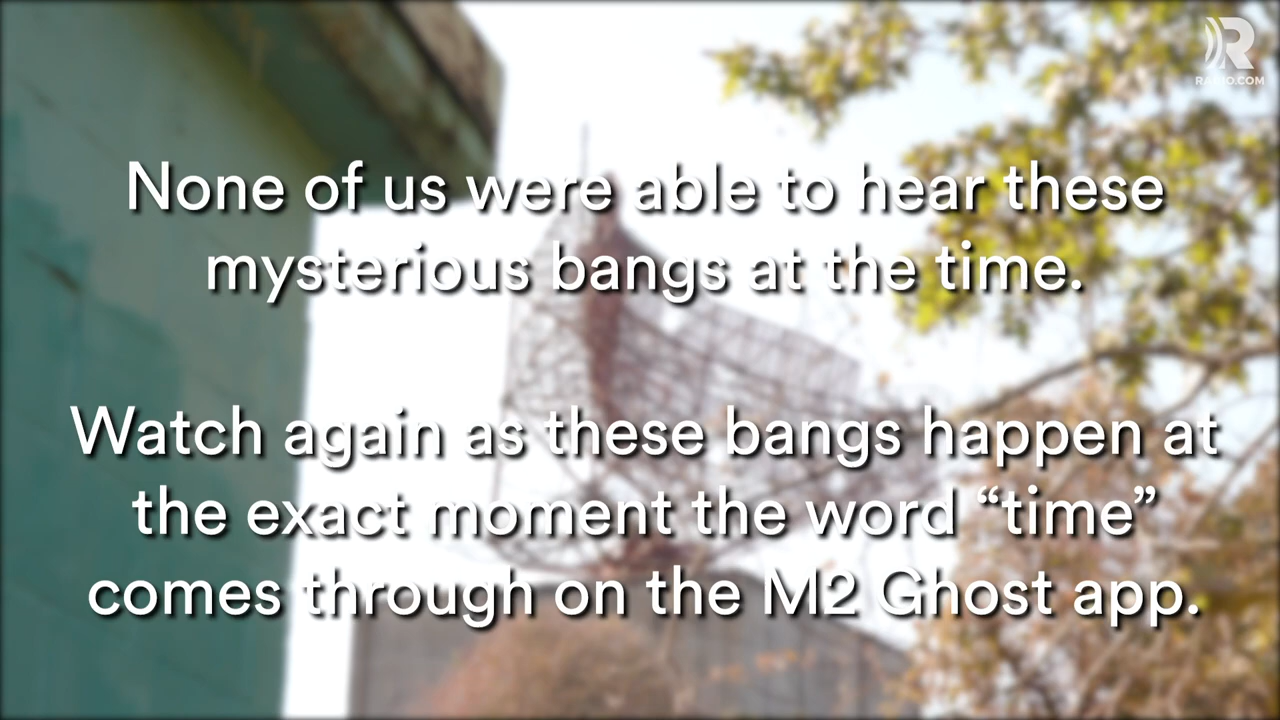 RADIO.COM
None of us were able to hear these
mysterious bangs at the time.
Watch again as these bangs happen at
the exact moment the word “time”
comes through on the M2 Ghost app.